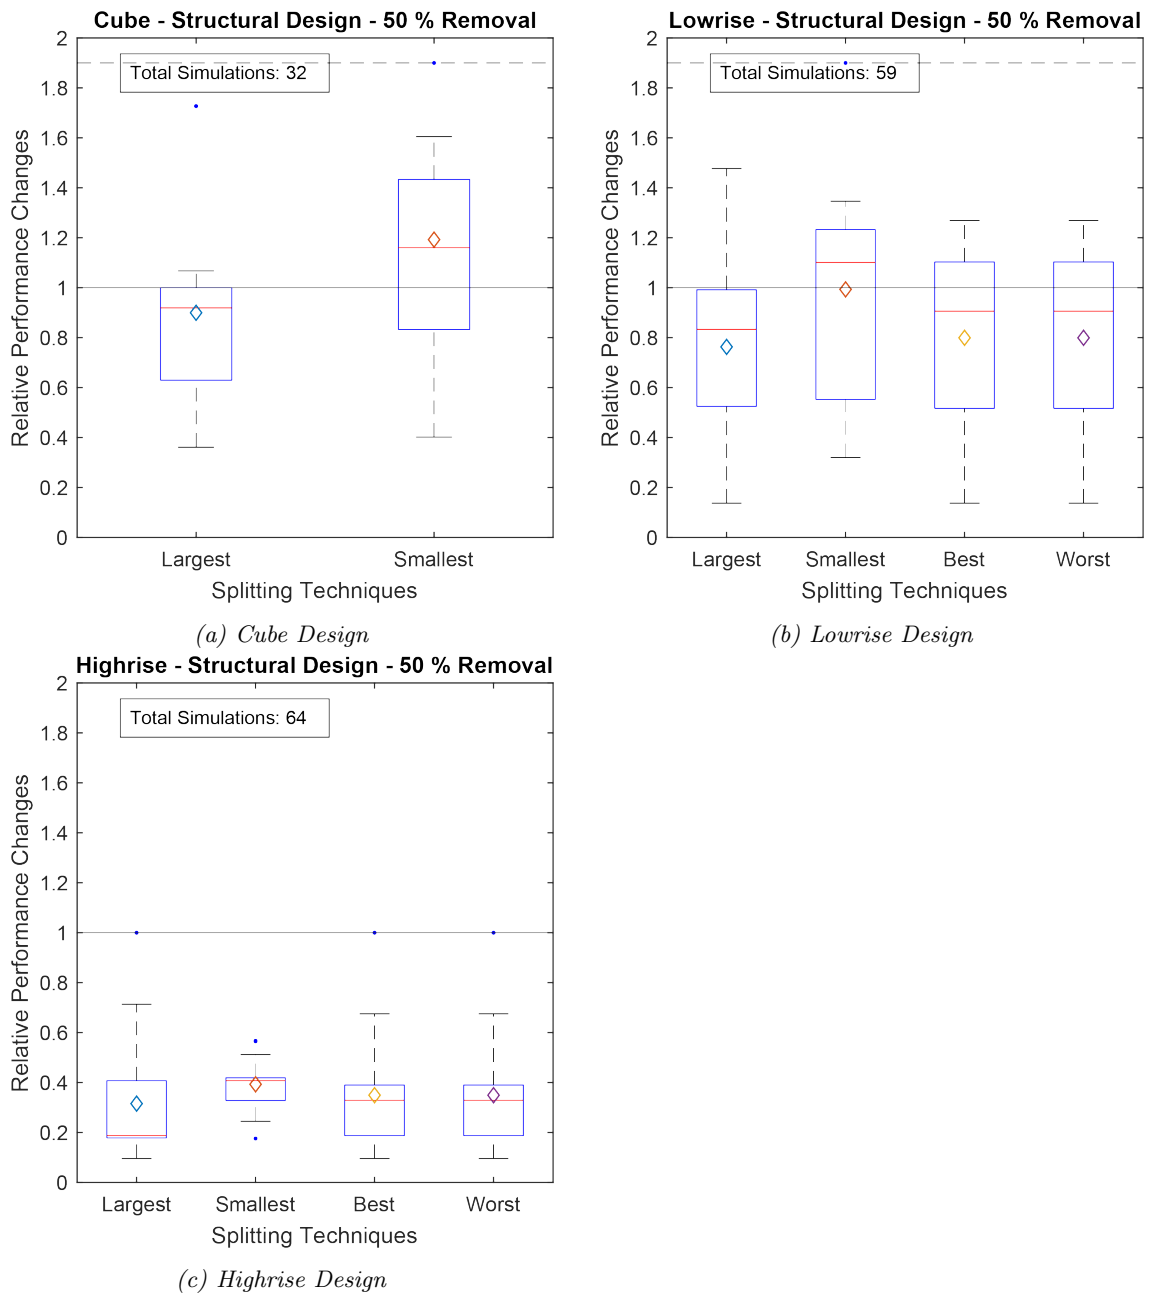 Cube - Structural Design - 50 % Removal
Total Simulations: 32
Relative Performance Changes
2
1.8
1.6
1.4
1.2
1
0.8
0.6
0.4
0.2
0
Largest Smallest
Splitting Techniques
(a) Cube Design
Lowrise - Structural Design - 50 % Removal
Total Simulations: 59
Relative Performance Changes
2
1.8
1.6
1.4
1.2
1
0.8
0.6
0.4
0.2
0
Largest Smallest Best Worst
Splitting Techniques
(b) Lowrise Design
Highrise - Structural Design - 50 % Removal
Total Simulations: 64
Relative Performance Changes
2
1.8
1.6
1.4
1.2
1
0.8
0.6
0.4
0.2
0
Largest Smallest Best Worst
Splitting Techniques
(c) Highrise Design